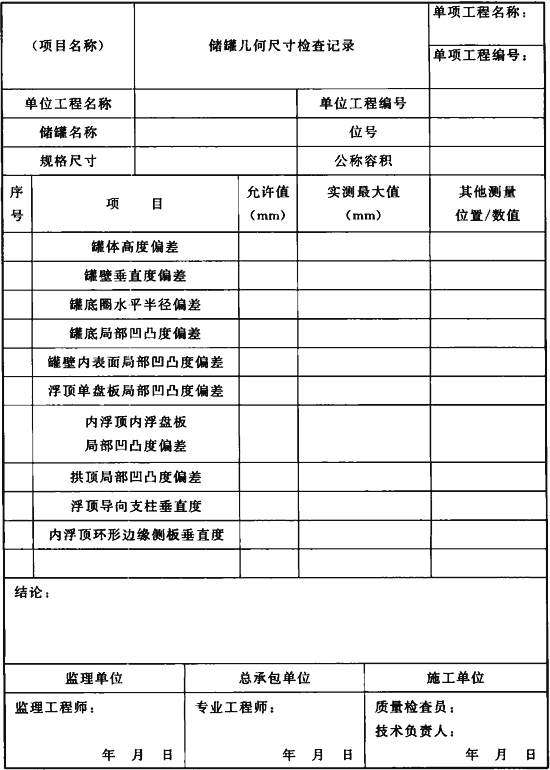 （项目名称）
储罐几何尺寸检查记录
单项工程名称：
单项工程编号：
单位工程名称
单位工程编号
储罐名称
位号
规格尺寸
公称容积
序号
项 目
允许值（mm）
实测最大值（mm）
其他测量位置/数值
罐体高度偏差
罐壁垂直度偏差
罐底圈水平半径偏差
罐底局部凹凸度偏差
罐壁内表面局部凹凸度偏差
浮顶单盘板局部凹凸度偏差
内浮顶内浮盘板
局部凹凸度偏差
拱顶局部凹凸度偏差
浮顶导向支柱垂直度
内浮顶环形边缘侧板垂直度
结论：
监理单位
总承包单位
施工单位
监理工程师：
专业工程师：
质量检查员：
技术负责人：
年 月 日
年 月 日
年 月 日